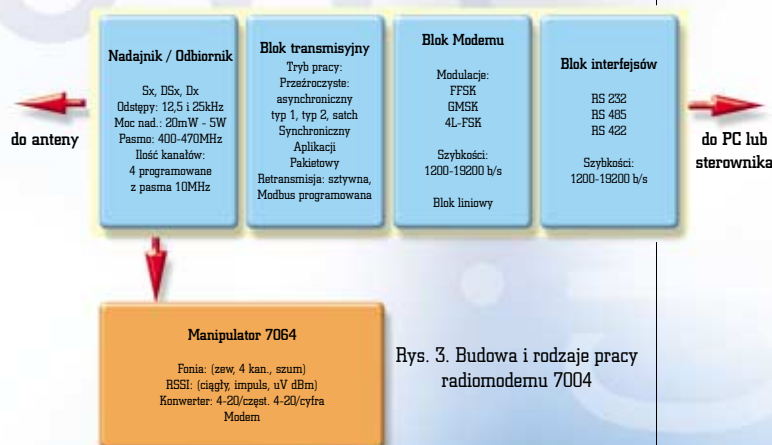 do anteny
Nadajnik / Odbiornik
Sx, DSx, Dx
Odstępy: 12,5 i 25kHz
Moc nad.: 20mW - 5W
Pasmo: 400-470MHz
Ilość kanałów:
4 programowane
z pasma 10MHz
Blok transmisyjny
Tryb pracy:
Przeźroczyste:
asynchroniczny
typ 1, typ 2, satch
Synchroniczny
Aplikacji
Pakietowy
Retransmisja: sztywna,
Modbus programowana
Blok Modemu
Modulacje:
FFSK
GMSK
4L-FSK
Szybkości:
1200-19200 b/s
Blok liniowy
Blok interfejsów
RS 232
RS 485
RS 422
Szybkości:
1200-19200 b/s
do PC lub
sterownika
Manipulator 7064
Fonia: (zew, 4 kan., szum)
RSSI: (ciągły, impuls, uV dBm)
Konwerter: 4-20/częst. 4-20/cyfra
Modem
Rys. 3. Budowa i rodzaje pracy
radiomodemu 7004